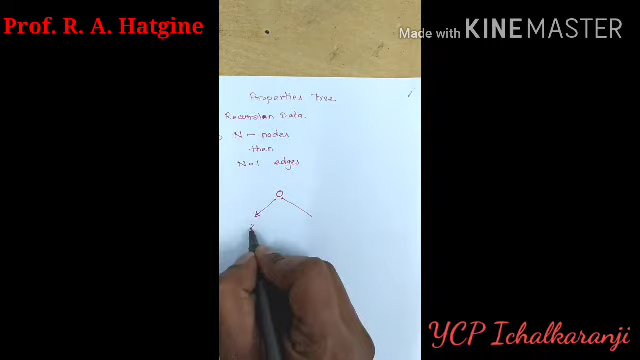 Prof. R. A. Hatgine
Made with KINEMASTER
Properties Tree.
Recursion Data.
N - nodes
then
N-1 edges
YCP Ichalkaranji